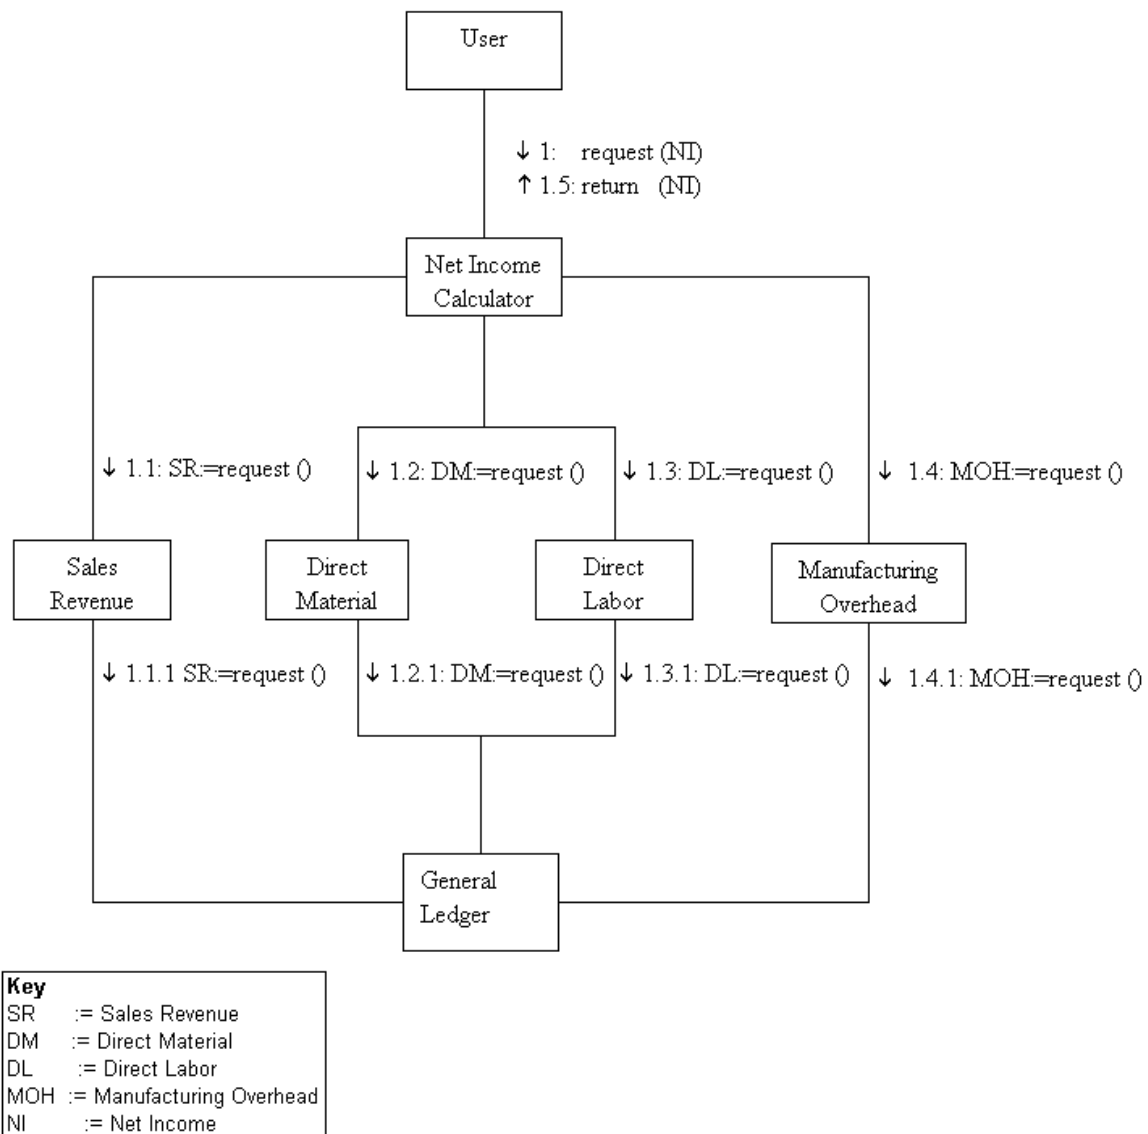 User
↓ 1: request (NI)
↑ 1.5: return (NI)
Net Income
Calculator
↓ 1.1: SR:=request ()
↓ 1.2: DM:=request ()
↓ 1.3: DL:=request ()
↓ 1.4: MOH:=request ()
Sales
Revenue
Direct
Material
Direct
Labor
Manufacturing
Overhead
↓ 1.1.1 SR:=request ()
↓ 1.2.1: DM:=request ()
↓ 1.3.1: DL:=request ()
↓ 1.4.1: MOH:=request ()
General
Ledger
Key
SR := Sales Revenue
DM := Direct Material
DL := Direct Labor
MOH := Manufacturing Overhead
NI := Net Income